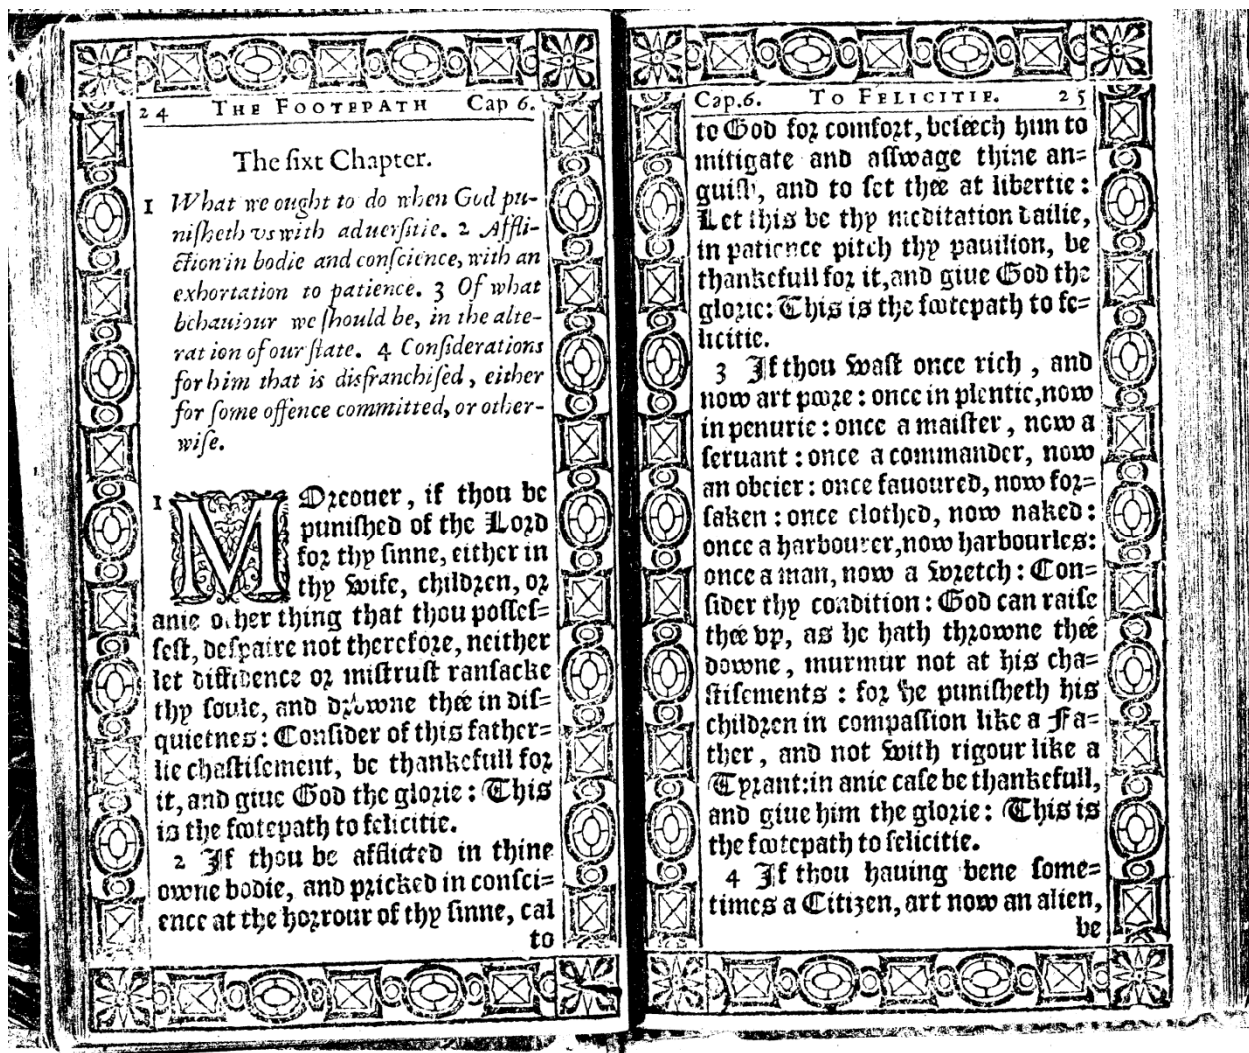 24 THE FOOTEPATH Cap 6.
The ſixt Chapter.
1 What we ought to do when God pu-
niſheth vs with aduerſitie. 2 Affli-
ction in bodie and conſcience, with an
exhortation to patience. 3 Of what
behauiour we ſhould be, in the alte-
ration of our ſtate. 4 Conſiderations
for him that is disfranchiſed, either
for ſome offence committed, or other-
wiſe.
1 MOreouer, if thou be
puniſhed of the Lord
for thy ſinne, either in
thy wife, children, or
anie other thing that thou poſſeſ-
ſeſt, deſpaire not therefore, neither
let diffidence or miſtruſt ranſacke
thy ſoule, and drowne thee in diſ-
quietnes: Conſider of this father-
lie chaſtiſement, be thankefull for
it, and giue God the glorie: This
is the footepath to felicitie.
2 If thou be afflicted in thine
owne bodie, and pricked in conſci-
ence at the horrour of thy ſinne, cal
to
Cap.6. TO FELICITIE. 25
to God for comfort, beſeech him to
mitigate and aſſwage thine an-
guiſh, and to ſet thee at libertie:
Let this be thy meditation dailie,
in patience pitch thy pauilion, be
thankefull for it, and giue God the
glorie: This is the footepath to fe-
licitie.
3 If thou waſt once rich, and
now art poore: once in plentie, now
in penurie: once a maiſter, now a
ſeruant: once a commander, now
an obeier: once fauoured, now for-
ſaken: once clothed, now naked:
once a harbourer, now harbourles:
once a man, now a wretch: Con-
ſider thy condition: God can raiſe
theé vp, as he hath throwne theé
downe, murmur not at his cha-
ſtiſements: for he puniſheth his
children in compaſſion like a Fa-
ther, and not with rigour like a
Tyrant: in anie caſe be thankefull,
and giue him the glorie: This is
the footepath to felicitie.
4 If thou hauing bene ſome-
times a Citizen, art now an alien,
be